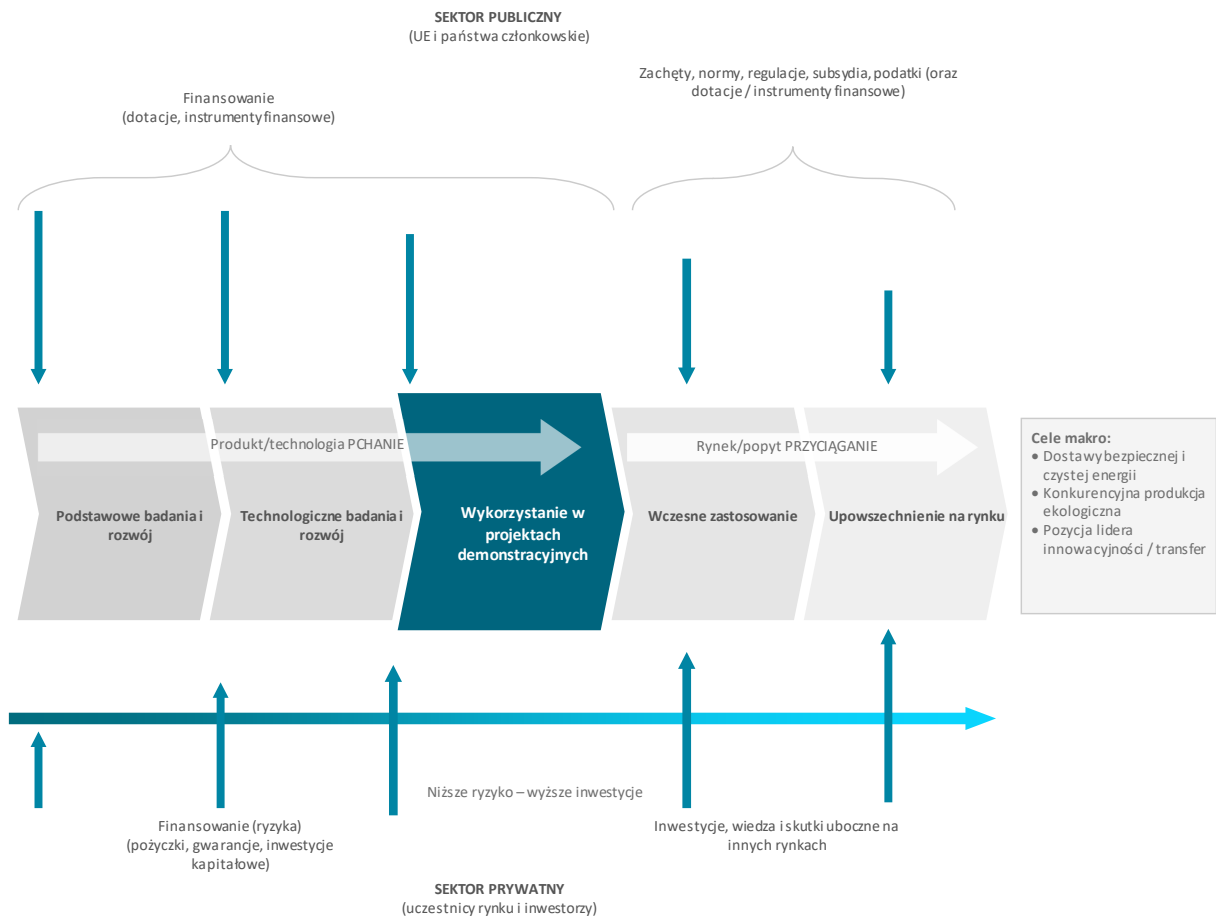 SEKTOR PUBLICZNY
(UE i państwa członkowskie)
Zachęty, normy, regulacje, subsydia, podatki (oraz
dotacje / instrumenty finansowe)
Finansowanie
(dotacje, instrumenty finansowe)
Produkt/technologia PCHANIE
Rynek/popyt PRZYCIĄGANIE
Podstawowe badania i
rozwój
Technologiczne badania i
rozwój
Wykorzystanie w
projektach
demonstracyjnych
Wczesne zastosowanie
Upowszechnienie na rynku
Cele makro:
• Dostawy bezpiecznej i
czystej energii
• Konkurencyjna produkcja
ekologiczna
• Pozycja lidera
innowacyjności / transfer
Niższe ryzyko – wyższe inwestycje
Finansowanie (ryzyka)
(pożyczki, gwarancje, inwestycje
kapitałowe)
Inwestycje, wiedza i skutki uboczne na
innych rynkach
SEKTOR PRYWATNY
(uczestnicy rynku i inwestorzy)